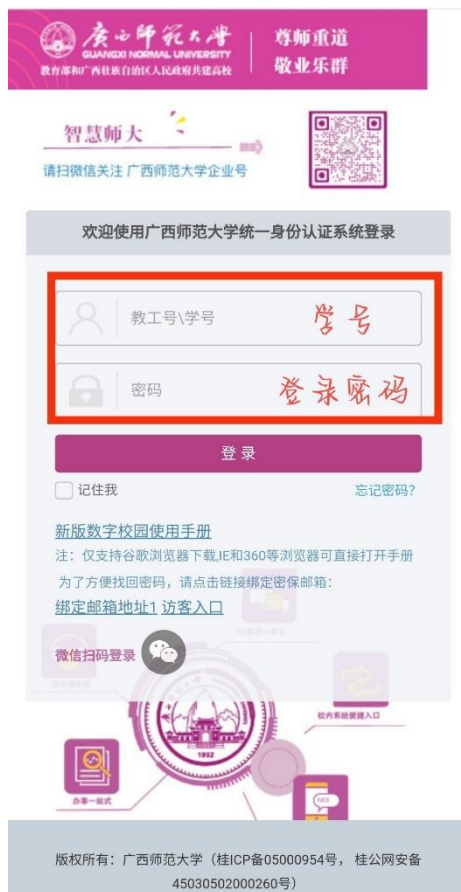 广西师范大学
GUANGXI NORMAL UNIVERSITY
教育部和广西壮族自治区人民政府共建高校
尊师重道
敬业乐群
智慧师大
请扫微信关注 广西师范大学企业号
欢迎使用广西师范大学统一身份认证系统登录
教工号\学号 学号
密码 登录密码
登 录
记住我 忘记密码?
新版数字校园使用手册
注：仅支持谷歌浏览器下载,IE和360等浏览器可直接打开手册
为了方便找回密码，请点击链接绑定密保邮箱：
绑定邮箱地址1 访客入口
微信扫码登录
校内系统便捷入口
1932
办事一站式
版权所有：广西师范大学（桂ICP备05000954号， 桂公网安备
45030502000260号）